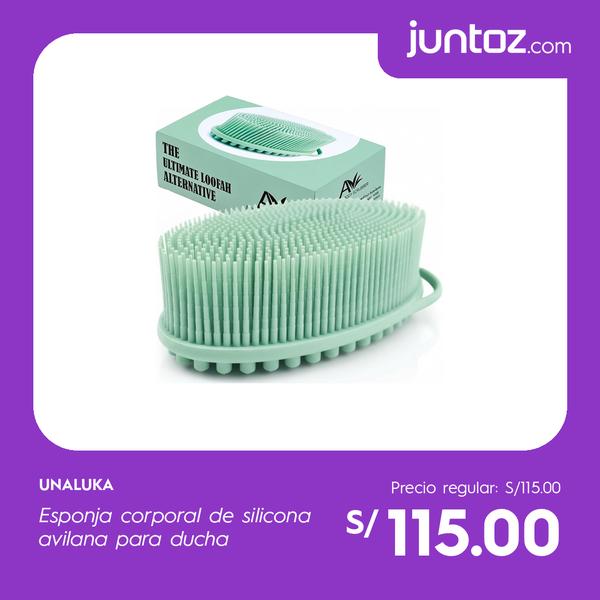 juntoz.com
THE
ULTIMATE LOOFAH
ALTERNATIVE
UNALUKA
Esponja corporal de silicona
avilana para ducha
Precio regular: S/115.00
S/115.00